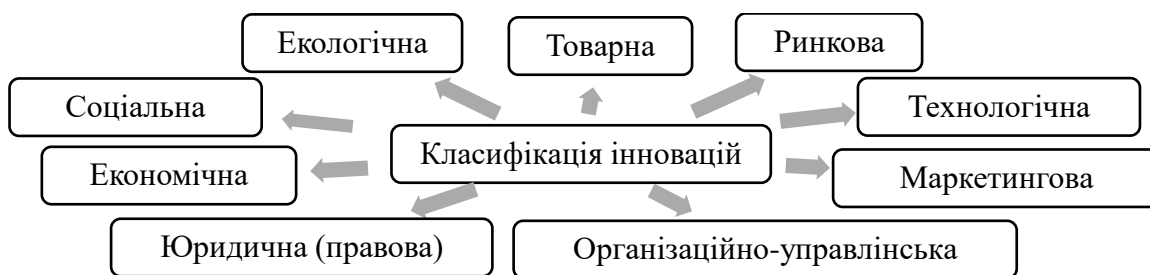 Екологічна
Товарна
Ринкова
Соціальна
Технологічна
Класифікація інновацій
Економічна
Маркетингова
Юридична (правова)
Організаційно-управлінська